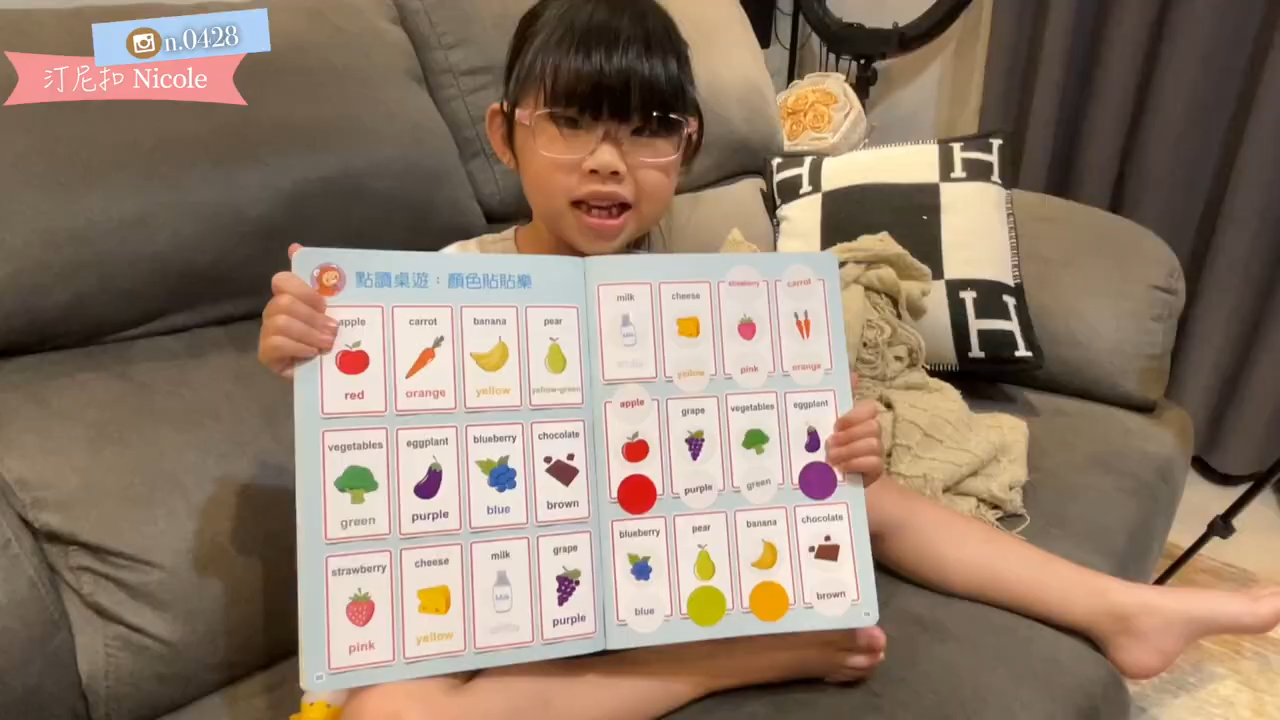 n.0428
汀尼扣 Nicole
點讀桌遊：顏色貼貼樂
apple carrot banana pear
red orange yellow yellow-green
vegetables eggplant blueberry chocolate
green purple blue brown
strawberry cheese milk grape
pink yellow purple
milk cheese strawberry carrot
yellow pink orange
apple grape vegetables eggplant
purple green
blueberry pear banana chocolate
blue brown
H H
H
Milk